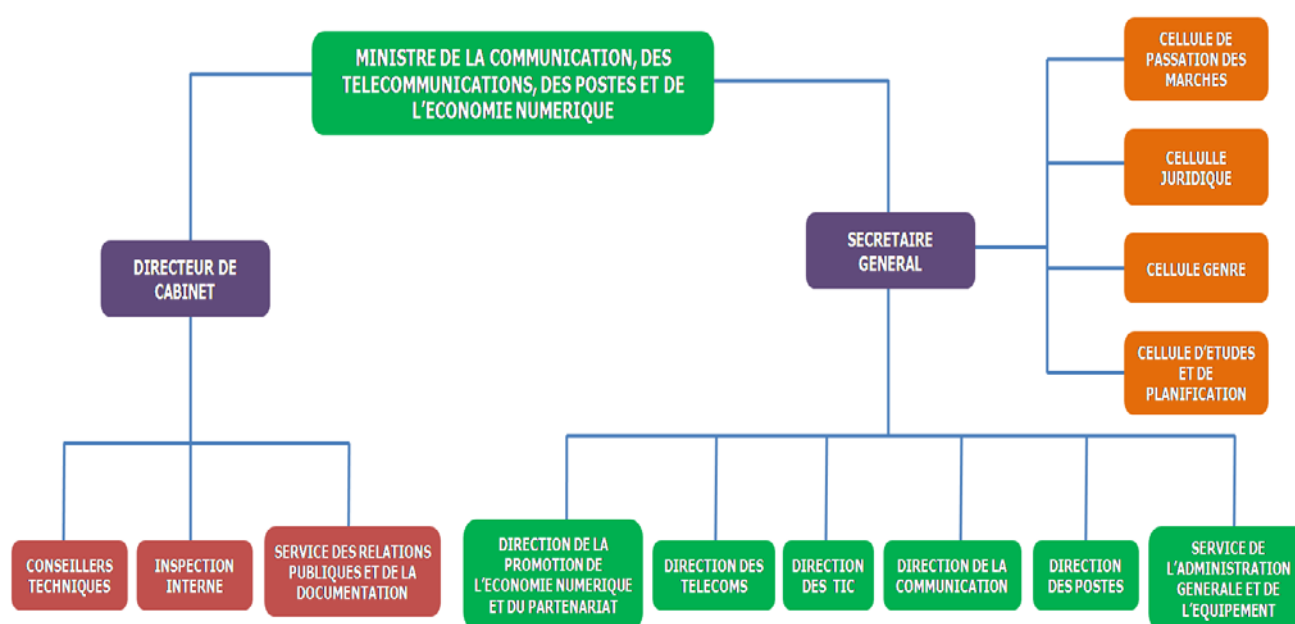 MINISTRE DE LA COMMUNICATION, DES
TELECOMMUNICATIONS, DES POSTES ET DE
L'ECONOMIE NUMERIQUE
CELLULE DE
PASSATION DES
MARCHES
CELLULLE
JURIDIQUE
CELLULE GENRE
CELLULE D'ETUDES
ET DE
PLANIFICATION
DIRECTEUR DE
CABINET
SECRETAIRE
GENERAL
CONSEILLERS
TECHNIQUES
INSPECTION
INTERNE
SERVICE DES RELATIONS
PUBLIQUES ET DE LA
DOCUMENTATION
DIRECTION DE LA
PROMOTION DE
L'ECONOMIE NUMERIQUE
ET DU PARTENARIAT
DIRECTION DES
TELECOMS
DIRECTION
DES TIC
DIRECTION DE LA
COMMUNICATION
DIRECTION
DES POSTES
SERVICE DE
L'ADMINISTRATION
GENERALE ET DE
L'EQUIPEMENT